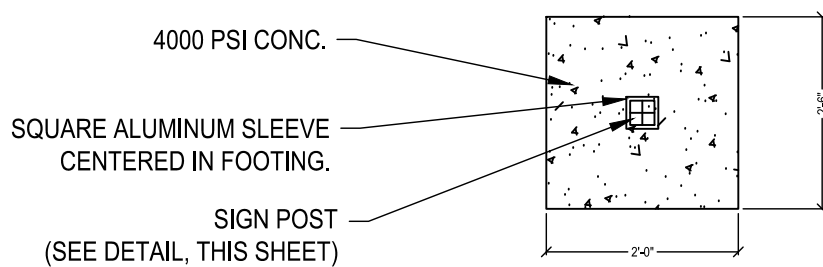 4000 PSI CONC.
SQUARE ALUMINUM SLEEVE
CENTERED IN FOOTING.
SIGN POST
(SEE DETAIL, THIS SHEET)
2'-0"
2'-6"